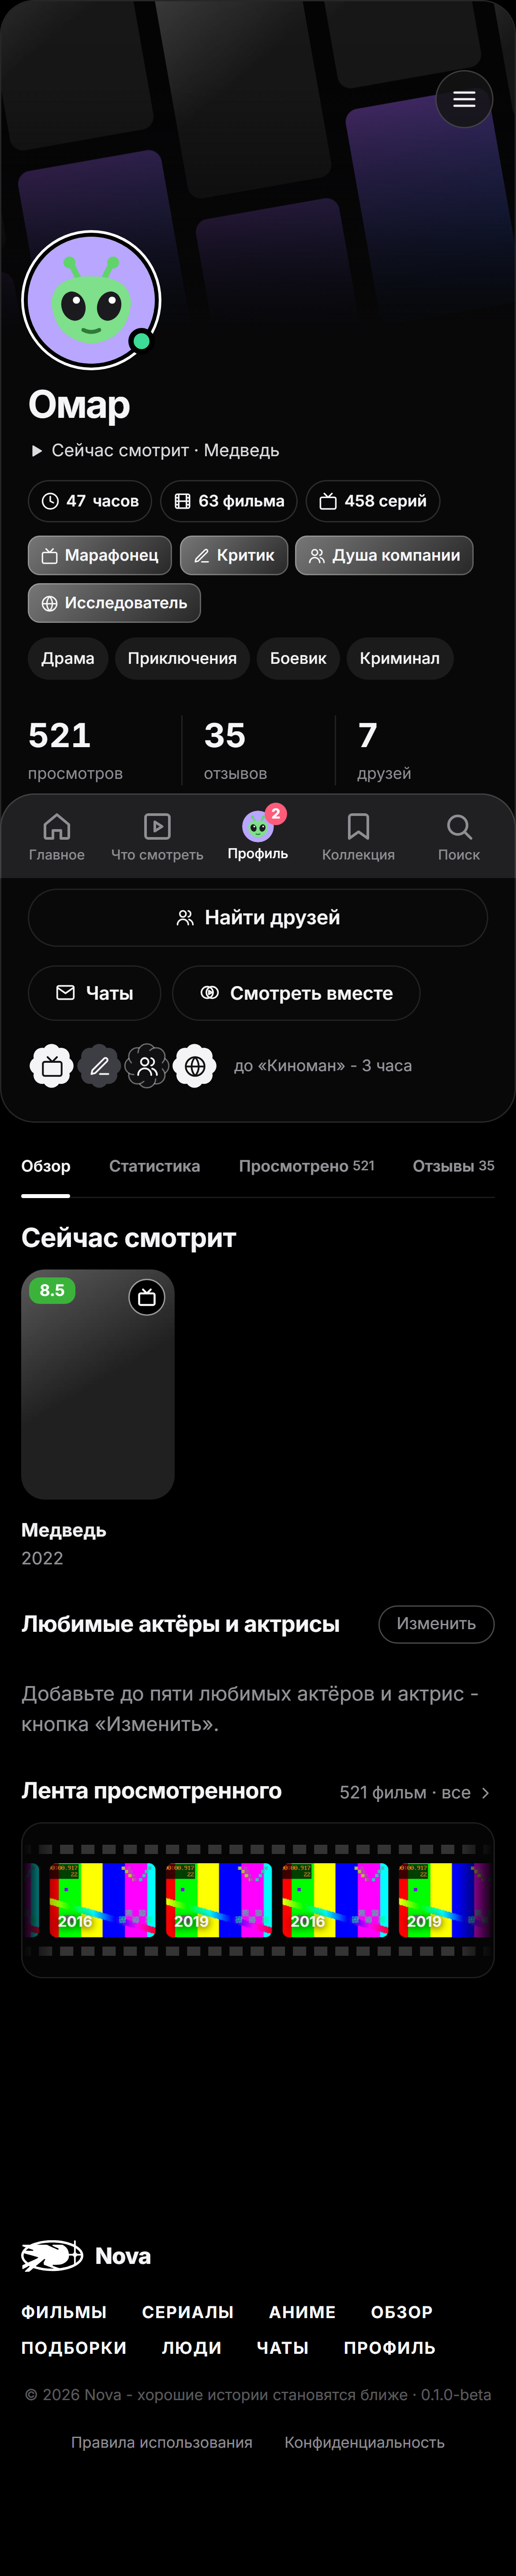 Омар
Сейчас смотрит · Медведь
47 часов 63 фильма 458 серий
Марафонец Критик Душа компании
Исследователь
Драма Приключения Боевик Криминал
521 35 7
просмотров отзывов друзей
2
Главное Что смотреть Профиль Коллекция Поиск
Найти друзей
Чаты Смотреть вместе
до «Киноман» - 3 часа
Обзор Статистика Просмотрено 521 Отзывы 35
Сейчас смотрит
8.5
Медведь
2022
Любимые актёры и актрисы Изменить
Добавьте до пяти любимых актёров и актрис -
кнопка «Изменить».
Лента просмотренного 521 фильм · все
2016 2019 2016 2019
Nova
ФИЛЬМЫ СЕРИАЛЫ АНИМЕ ОБЗОР
ПОДБОРКИ ЛЮДИ ЧАТЫ ПРОФИЛЬ
© 2026 Nova - хорошие истории становятся ближе · 0.1.0-beta
Правила использования Конфиденциальность